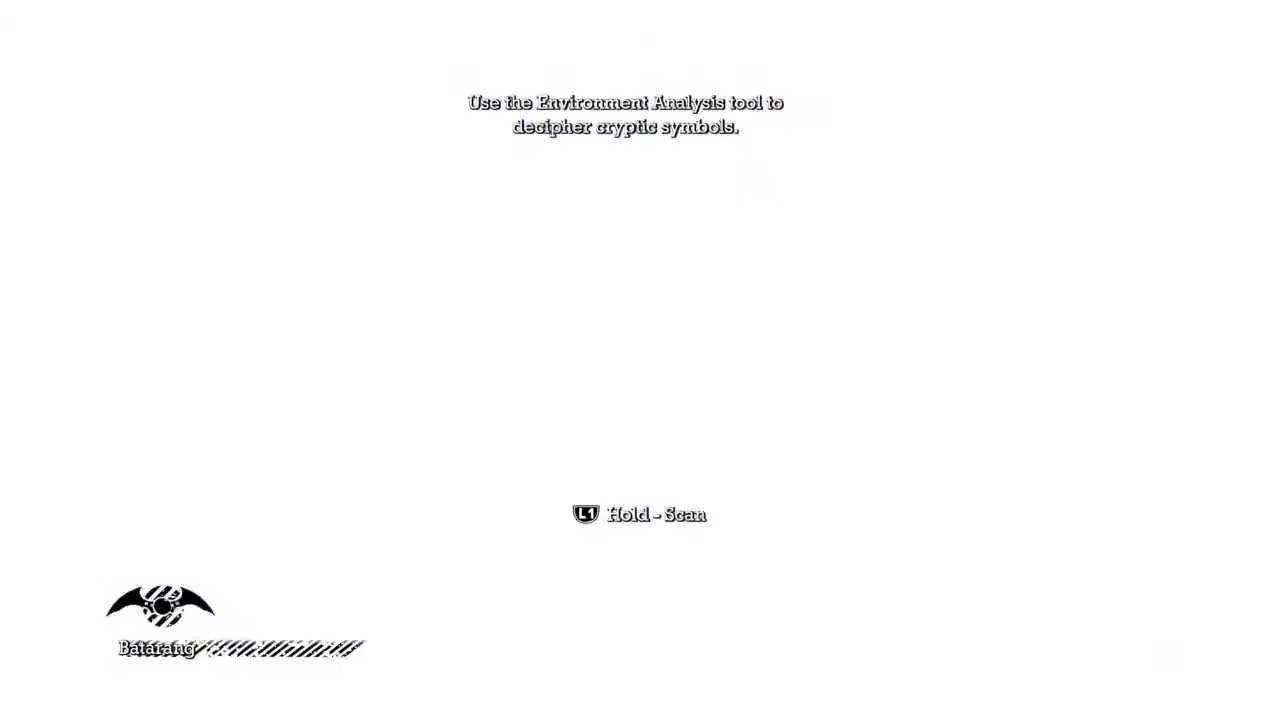 Use the Environment Analysis tool to
decipher cryptic symbols.
L1 Hold - Scan
Batarang